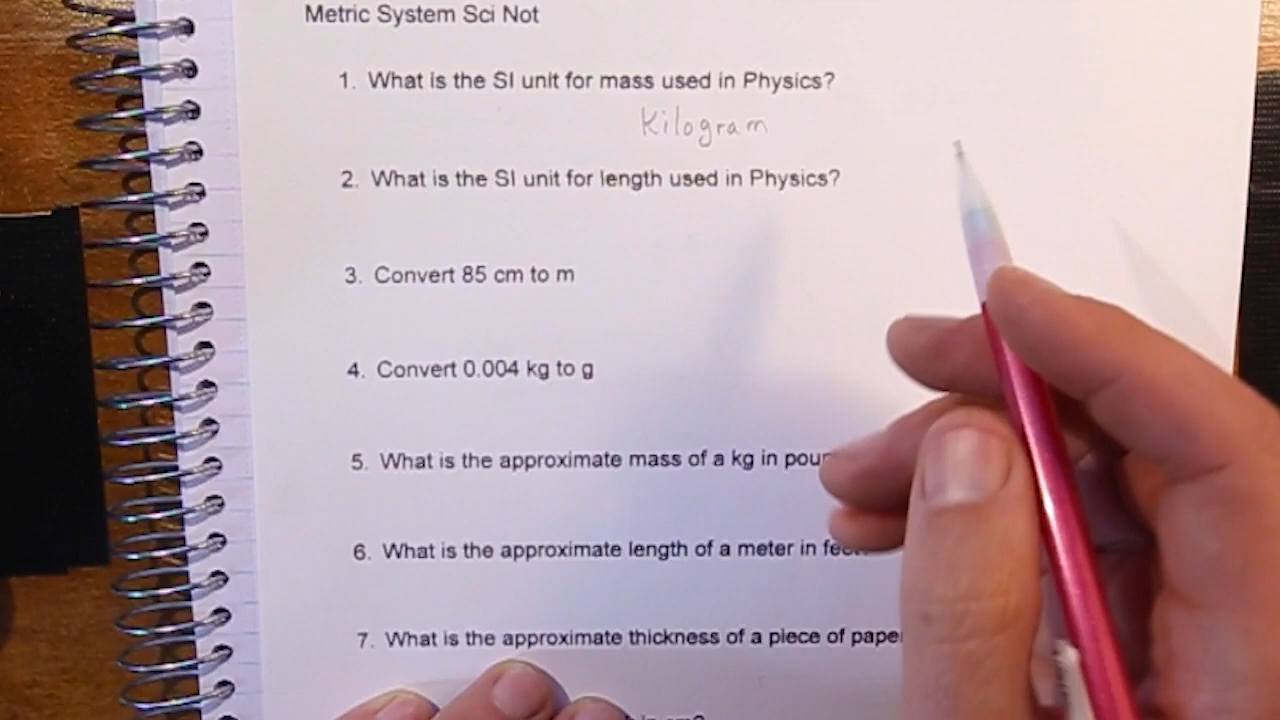 Metric System Sci Not
1. What is the SI unit for mass used in Physics?
Kilogram
2. What is the SI unit for length used in Physics?
3. Convert 85 cm to m
4. Convert 0.004 kg to g
5. What is the approximate mass of a kg in
6. What is the approximate length of a meter in
7. What is the approximate thickness of a piece of paper